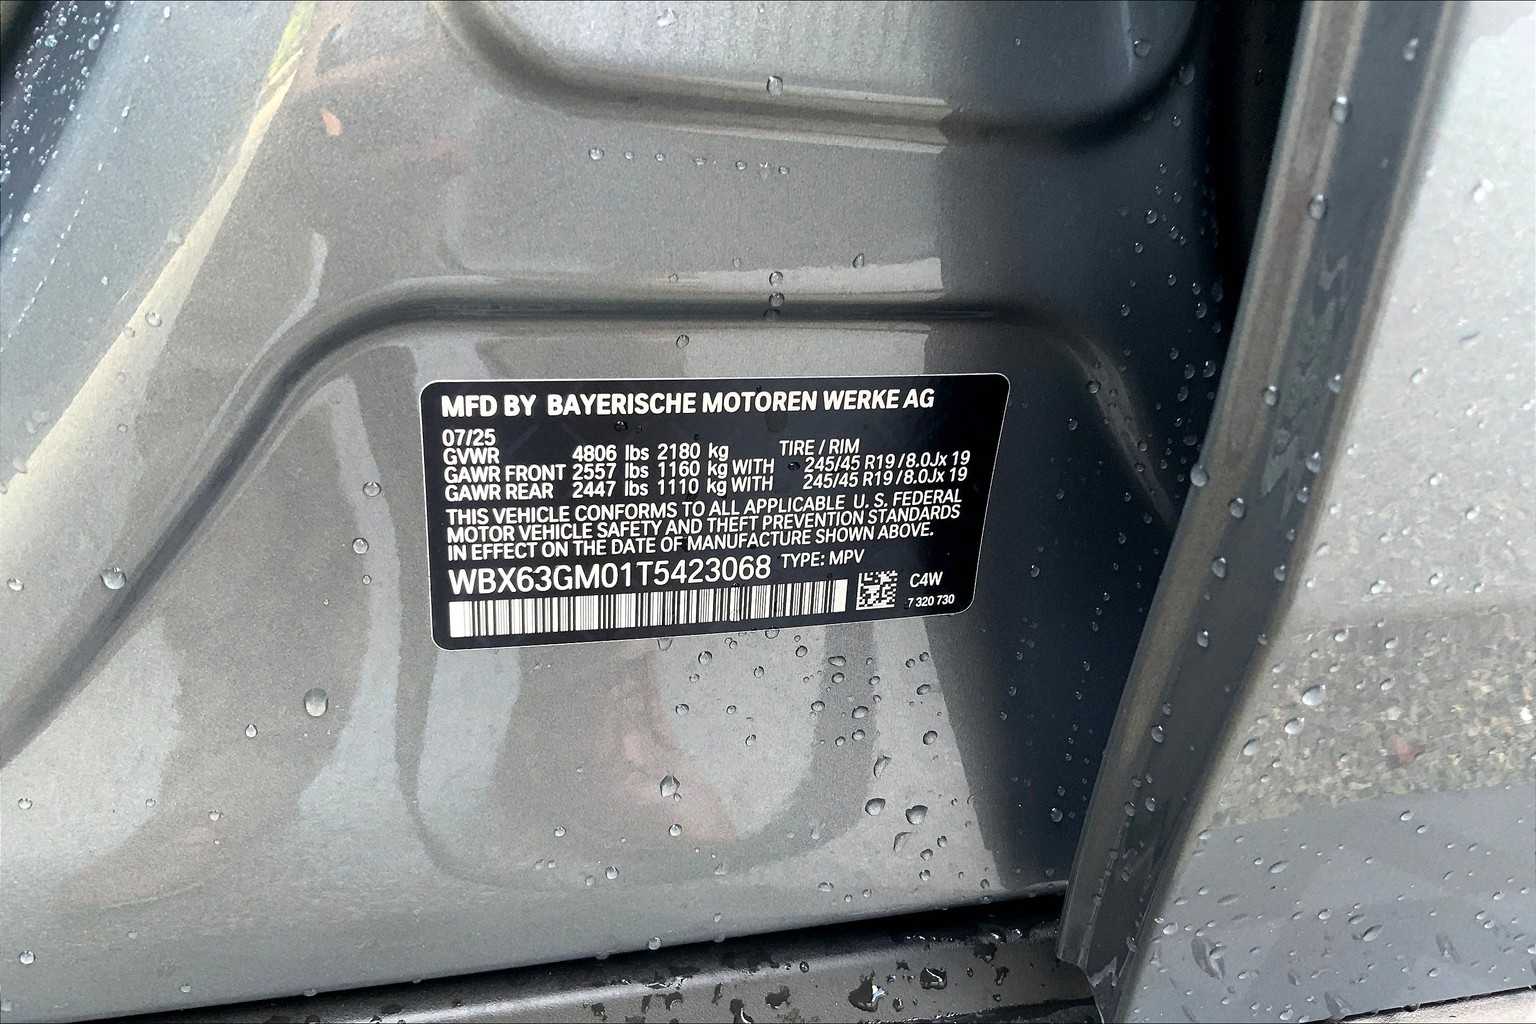 MFD BY BAYERISCHE MOTOREN WERKE AG
07/25
GVWR 4806 lbs 2180 kg TIRE / RIM
GAWR FRONT 2557 lbs 1160 kg WITH 245/45 R19/8.0Jx 19
GAWR REAR 2447 lbs 1110 kg WITH 245/45 R19/8.0Jx 19
THIS VEHICLE CONFORMS TO ALL APPLICABLE U. S. FEDERAL
MOTOR VEHICLE SAFETY AND THEFT PREVENTION STANDARDS
IN EFFECT ON THE DATE OF MANUFACTURE SHOWN ABOVE.
WBX63GM01T5423068 TYPE: MPV
C4W
7 320 730